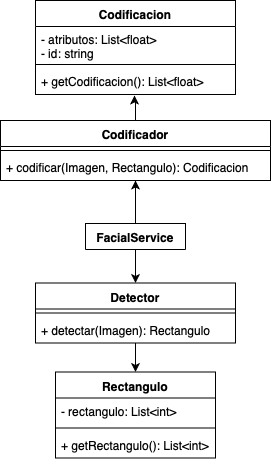 Codificacion
- atributos: List<float>
- id: string
+ getCodificacion(): List<float>
Codificador
+ codificar(Imagen, Rectangulo): Codificacion
FacialService
Detector
+ detectar(Imagen): Rectangulo
Rectangulo
- rectangulo: List<int>
+ getRectangulo(): List<int>